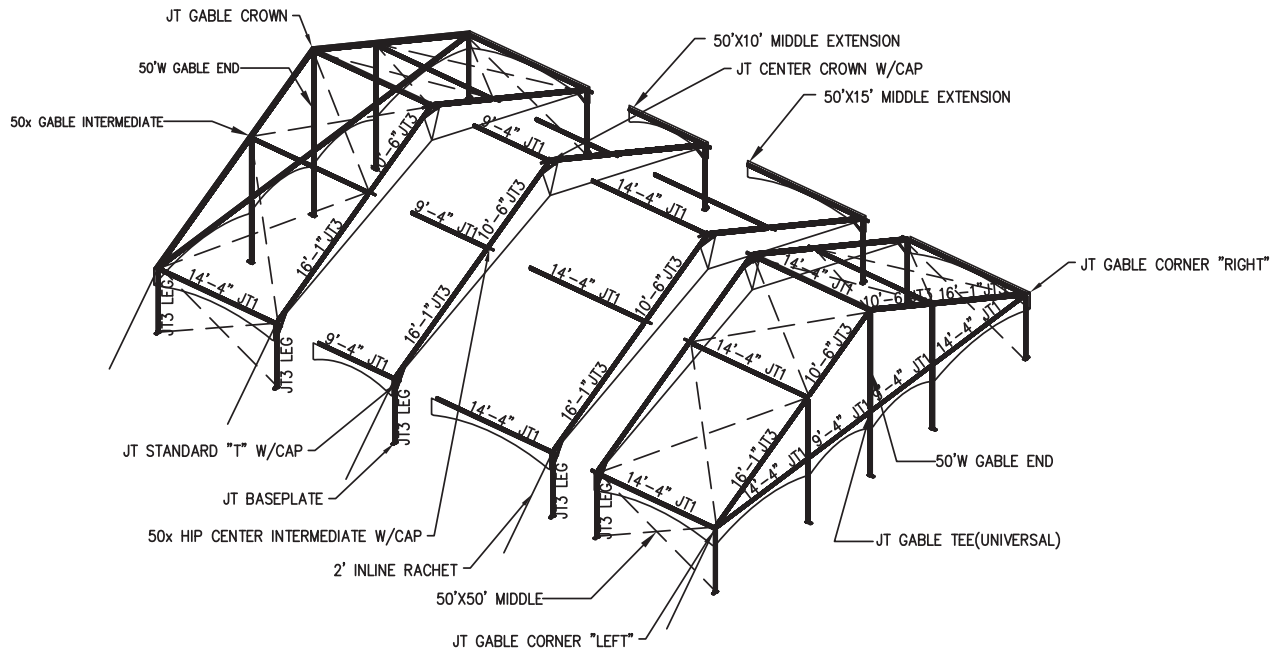 JT GABLE CROWN
50'W GABLE END
50x GABLE INTERMEDIATE
50'X10' MIDDLE EXTENSION
JT CENTER CROWN W/CAP
50'X15' MIDDLE EXTENSION
JT GABLE CORNER "RIGHT"
10'-6" JT3
16'-1" JT3
14'-4" JT1
JT3 LEG
JT3 LEG
9'-4" JT1
10'-6" JT3
9'-4" JT1
16'-1" JT3
9'-4" JT1
JT3 LEG
14'-4" JT1
10'-6" JT3
14'-4" JT1
16'-1" JT3
14'-4" JT1
JT3 LEG
14'-4" JT1
10'-6" JT3
16'-1" JT3
14'-4" JT1
9'-4" JT1
14'-4" JT1
10'-6" JT3
16'-1" JT3
9'-4" JT1
14'-4" JT1
14'-4" JT1
JT3 LEG
JT STANDARD "T" W/CAP
JT BASEPLATE
50x HIP CENTER INTERMEDIATE W/CAP
2' INLINE RACHET
50'X50' MIDDLE
JT GABLE CORNER "LEFT"
50'W GABLE END
JT GABLE TEE(UNIVERSAL)